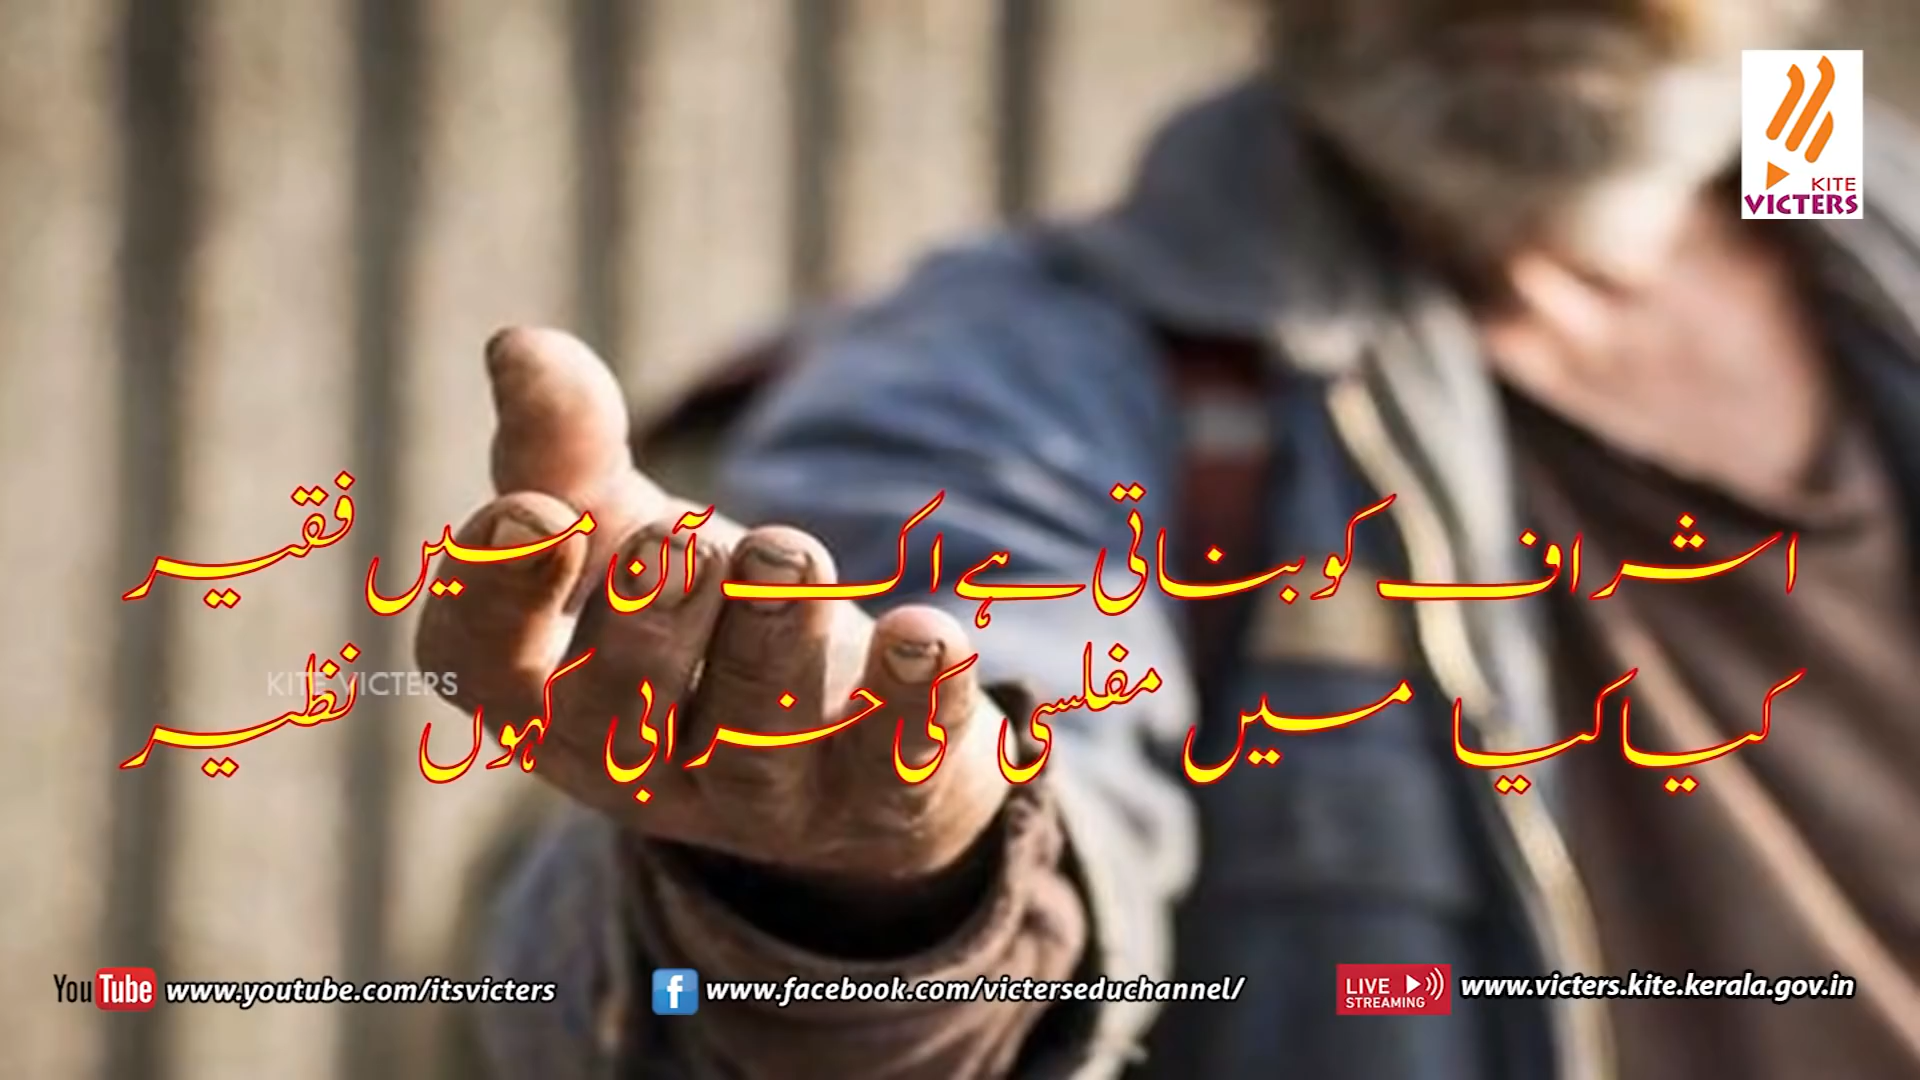 KITE
VICTERS
اشراف کو بناتی ہے اک آن میں فقیر
کیا کیا میں مفلسی کی خرابی کہوں نظیر
KITE VICTERS
You Tube www.youtube.com/itsvicters
f www.facebook.com/victerseduchannel/
LIVE STREAMING www.victers.kite.kerala.gov.in